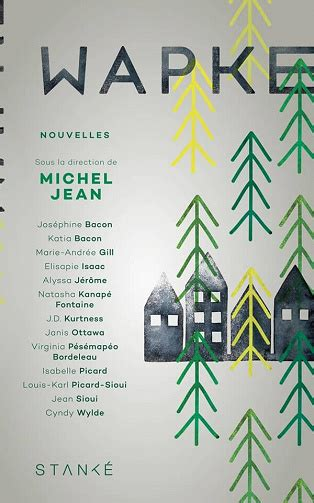 WAPKE
NOUVELLES
Sous la direction de
MICHEL
JEAN
Joséphine Bacon
Katia Bacon
Marie-Andrée Gill
Elisapie Isaac
Alyssa Jérôme
Natasha Kanapé
Fontaine
J.D. Kurtness
Janis Ottawa
Virginia Pésémapéo
Bordeleau
Isabelle Picard
Louis-Karl Picard-Sioui
Jean Sioui
Cyndy Wylde
STANKÉ